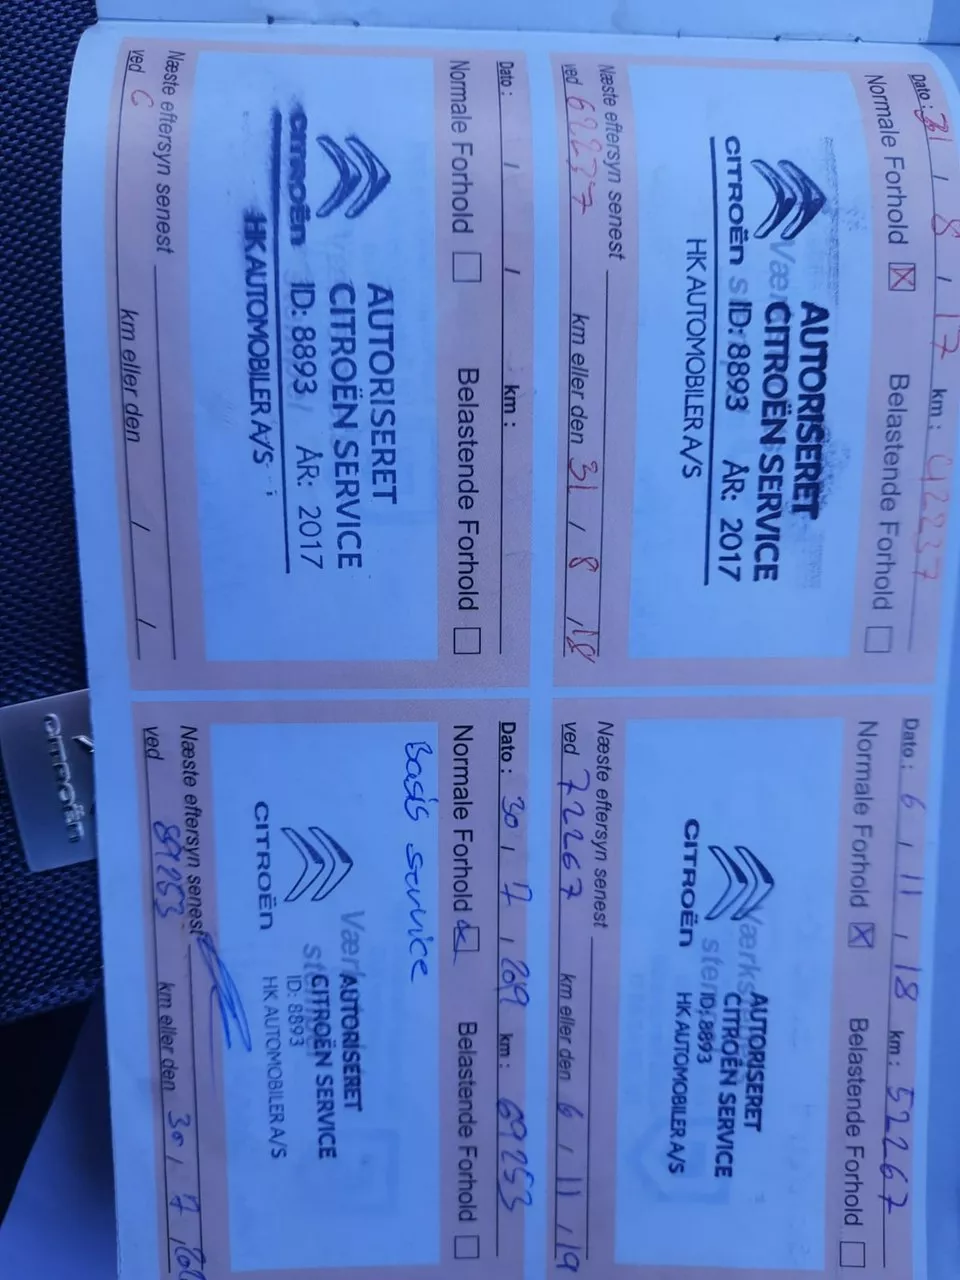 Dato: 31 / 8 / 17 km: 42237
Normale Forhold ☒ Belastende Forhold ☐
AUTORISERET
CITROËN SERVICE
CITROËN ID: 8893 ÅR: 2017
HK AUTOMOBILER A/S
Næste eftersyn senest
ved 62237 km eller den 31 / 8 / 18
Dato: / / km:
Normale Forhold ☐ Belastende Forhold ☐
AUTORISERET
CITROËN SERVICE
CITROËN ID: 8893 ÅR: 2017
HK AUTOMOBILER A/S
Næste eftersyn senest
ved km eller den / /
Dato: 6 / 11 / 18 km: 52267
Normale Forhold ☒ Belastende Forhold ☐
AUTORISERET
CITROËN SERVICE
ID: 8893
CITROËN HK AUTOMOBILER A/S
Næste eftersyn senest
ved 72267 km eller den 6 / 11 / 19
Dato: 30 / 7 / 2019 km: 69253
Normale Forhold ☒ Belastende Forhold ☐
Basis service
AUTORISERET
CITROËN SERVICE
ID: 8893
CITROËN HK AUTOMOBILER A/S
Næste eftersyn senest
ved 89253 km eller den 30 / 7 /
CITROËN